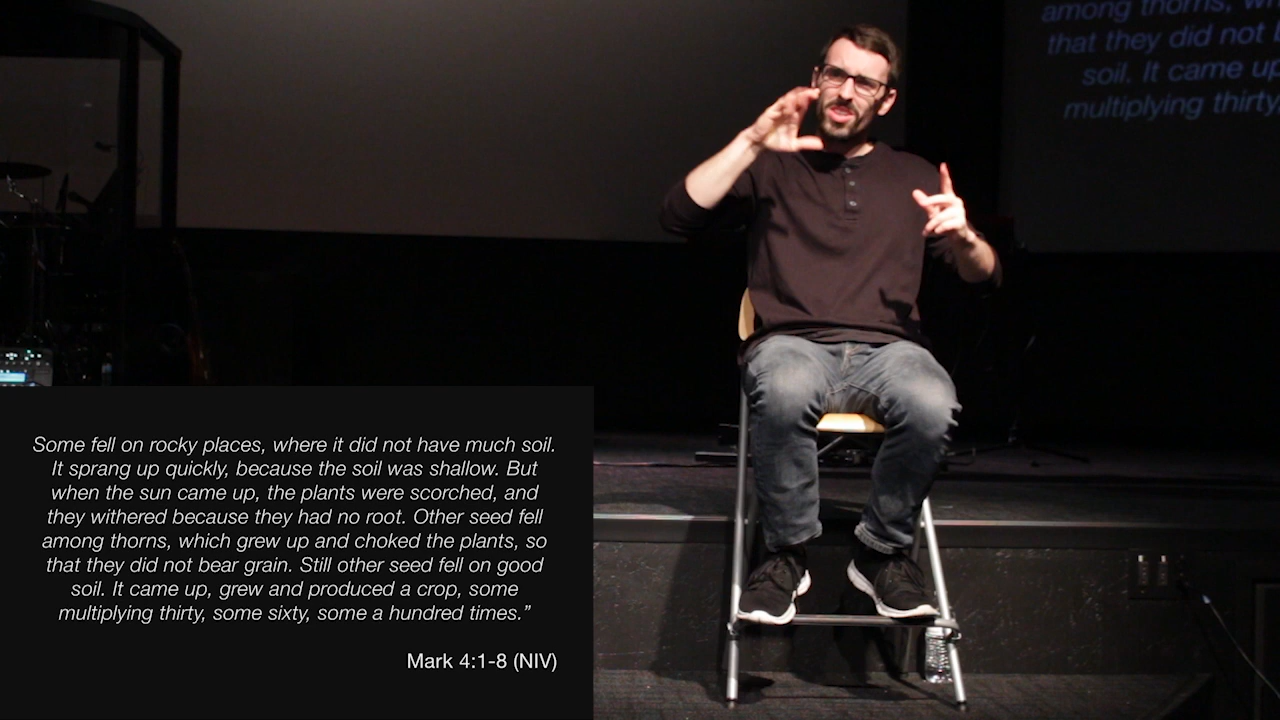 Some fell on rocky places, where it did not have much soil.
It sprang up quickly, because the soil was shallow. But
when the sun came up, the plants were scorched, and
they withered because they had no root. Other seed fell
among thorns, which grew up and choked the plants, so
that they did not bear grain. Still other seed fell on good
soil. It came up, grew and produced a crop, some
multiplying thirty, some sixty, some a hundred times.”
Mark 4:1-8 (NIV)
among thorns,
that they did not
soil. It came up
multiplying thirty,